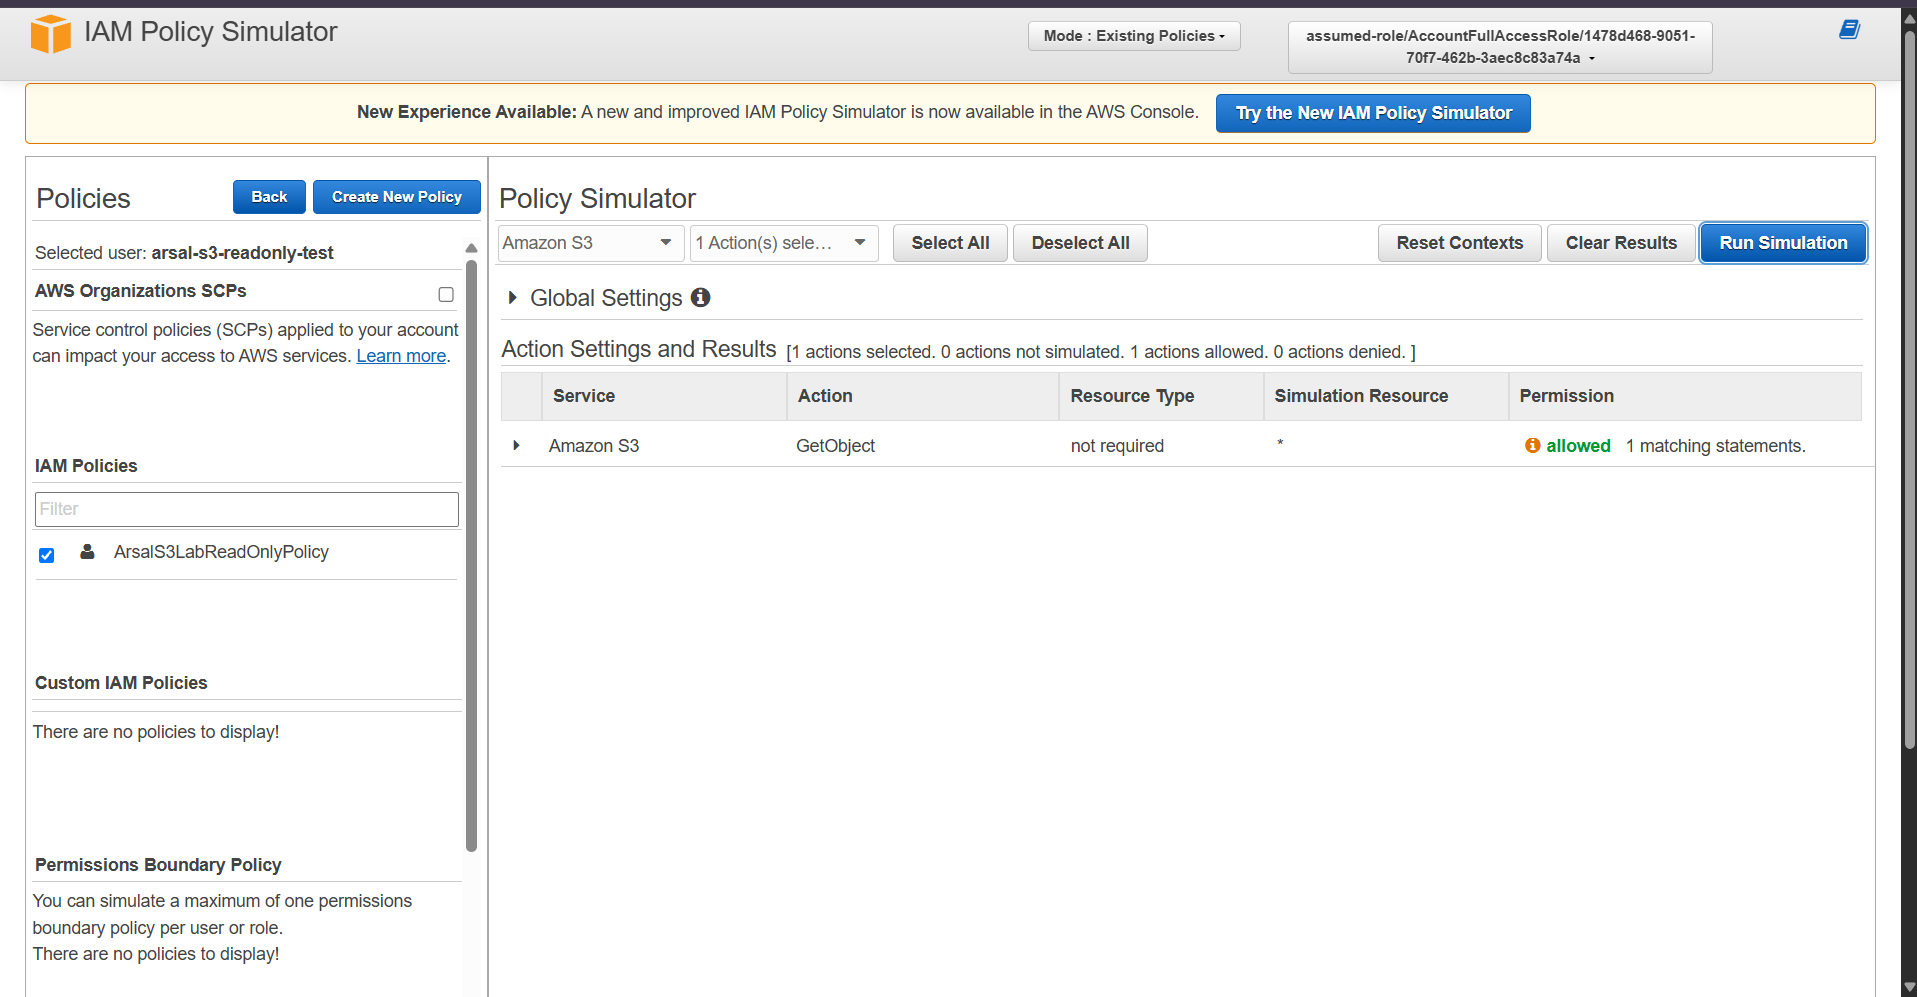 IAM Policy Simulator
Mode : Existing Policies
assumed-role/AccountFullAccessRole/1478d468-9051-
70f7-462b-3aec8c83a74a
New Experience Available: A new and improved IAM Policy Simulator is now available in the AWS Console.
Try the New IAM Policy Simulator
Policies
Back
Create New Policy
Selected user: arsal-s3-readonly-test
AWS Organizations SCPs
Service control policies (SCPs) applied to your account
can impact your access to AWS services. Learn more.
IAM Policies
Filter
ArsalS3LabReadOnlyPolicy
Custom IAM Policies
There are no policies to display!
Permissions Boundary Policy
You can simulate a maximum of one permissions
boundary policy per user or role.
There are no policies to display!
Policy Simulator
Amazon S3
1 Action(s) sele...
Select All
Deselect All
Reset Contexts
Clear Results
Run Simulation
Global Settings
Action Settings and Results [1 actions selected. 0 actions not simulated. 1 actions allowed. 0 actions denied. ]
Service Action Resource Type Simulation Resource Permission
Amazon S3 GetObject not required * allowed 1 matching statements.